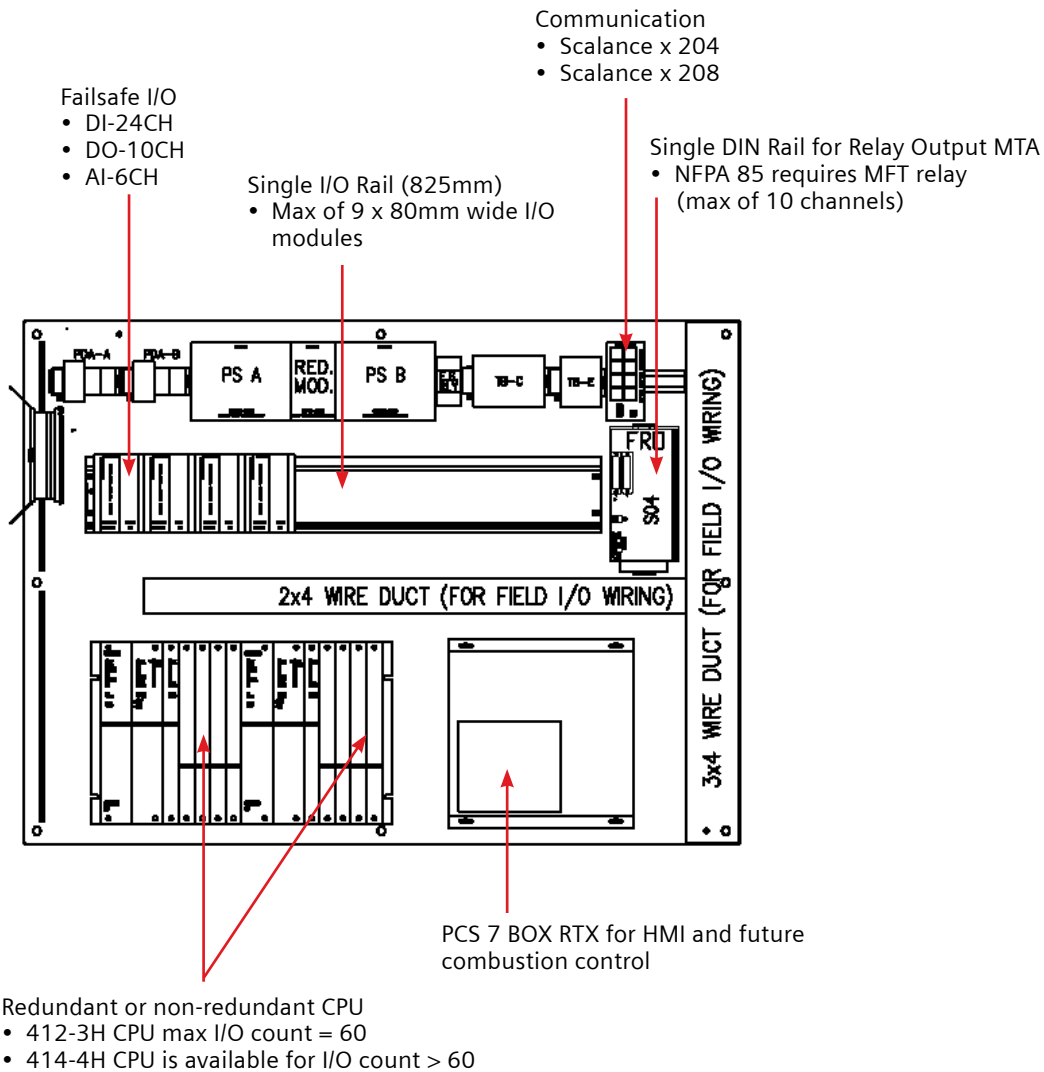 Communication
• Scalance x 204
• Scalance x 208
Failsafe I/O
• DI-24CH
• DO-10CH
• AI-6CH
Single I/O Rail (825mm)
• Max of 9 x 80mm wide I/O
modules
Single DIN Rail for Relay Output MTA
• NFPA 85 requires MFT relay
(max of 10 channels)
PDA-A
PDA-B
PS A
RED.
MOD.
PS B
TB-C
TB-E
FRO
S04
2x4 WIRE DUCT (FOR FIELD I/O WIRING)
3x4 WIRE DUCT (FOR FIELD I/O WIRING)
PCS 7 BOX RTX for HMI and future
combustion control
Redundant or non-redundant CPU
• 412-3H CPU max I/O count = 60
• 414-4H CPU is available for I/O count > 60